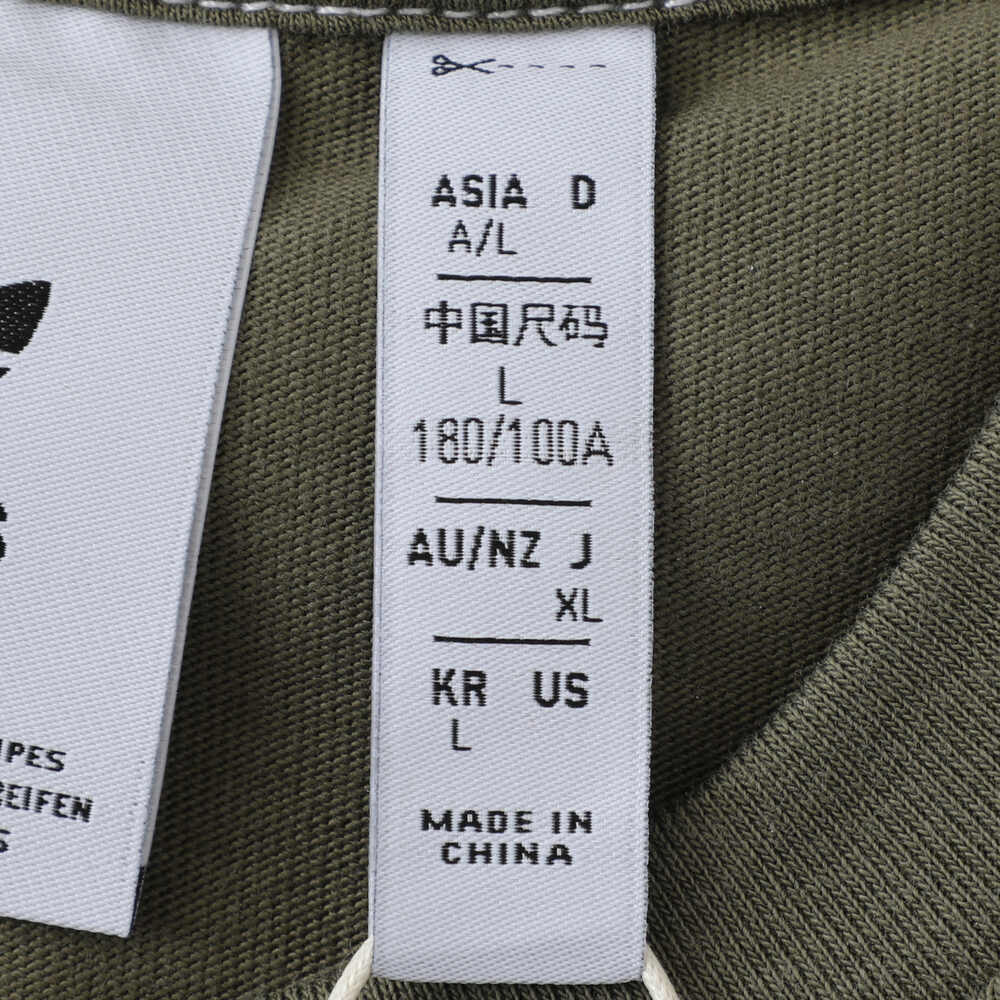 ASIA D
A/L
中国尺码
L
180/100A
AU/NZ J
XL
KR US
L
MADE IN
CHINA